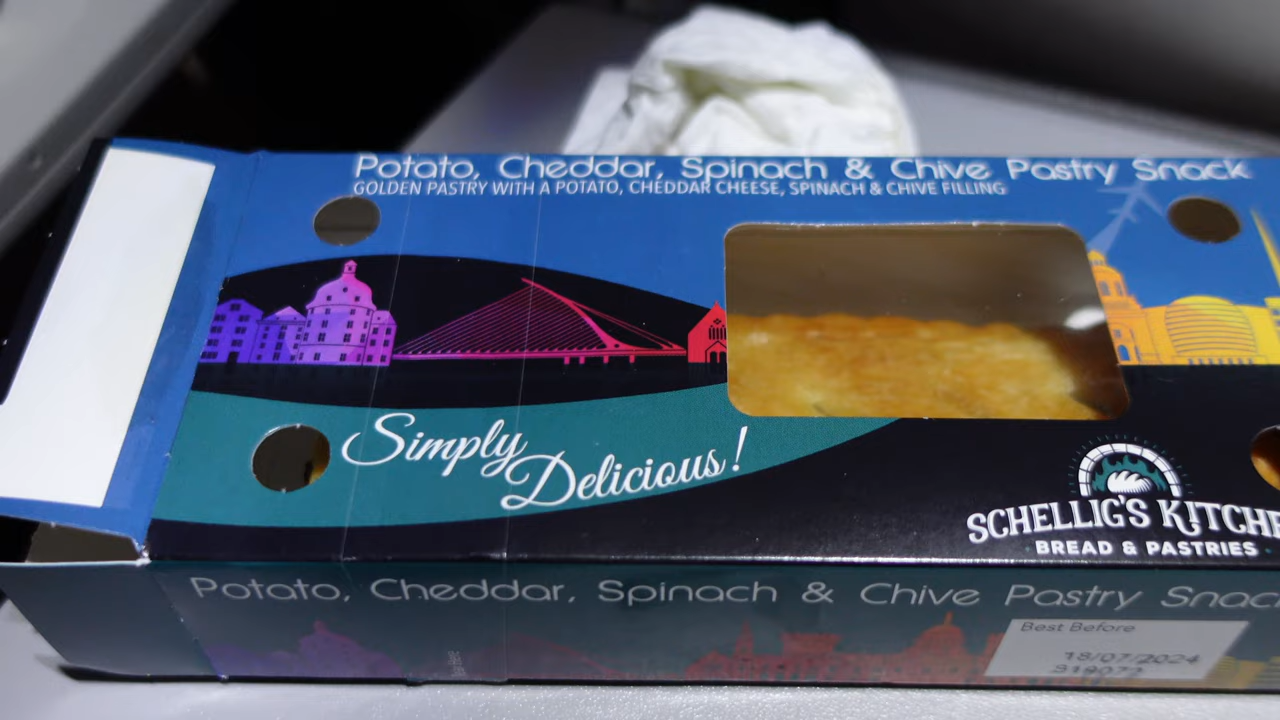 Potato, Cheddar, Spinach & Chive Pastry Snack
GOLDEN PASTRY WITH A POTATO, CHEDDAR CHEESE, SPINACH & CHIVE FILLING
Simply
Delicious!
SCHELLIG'S KITCHE
BREAD & PASTRIES
Potato, Cheddar, Spinach & Chive Pastry Snac
Best Before
18/07/2024